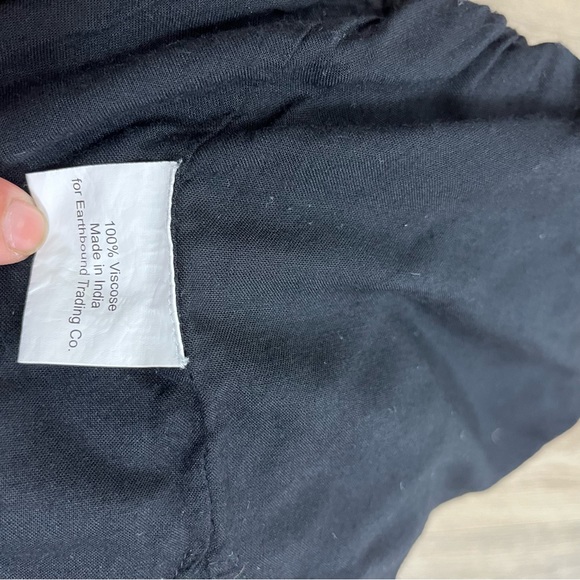 100% Viscose
Made in India
for Earthbound Trading Co.